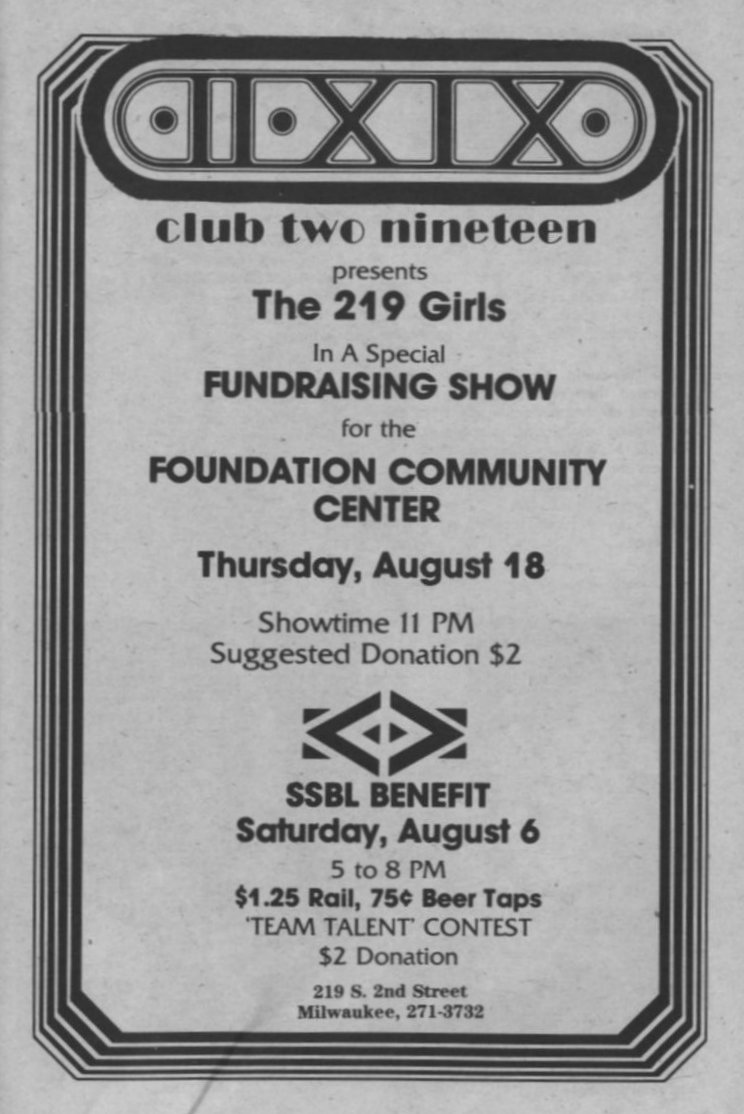 II·XIX
club two nineteen
presents
The 219 Girls
In A Special
FUNDRAISING SHOW
for the
FOUNDATION COMMUNITY
CENTER
Thursday, August 18
Showtime 11 PM
Suggested Donation $2
SSBL BENEFIT
Saturday, August 6
5 to 8 PM
$1.25 Rail, 75¢ Beer Taps
'TEAM TALENT' CONTEST
$2 Donation
219 S. 2nd Street
Milwaukee, 271-3732